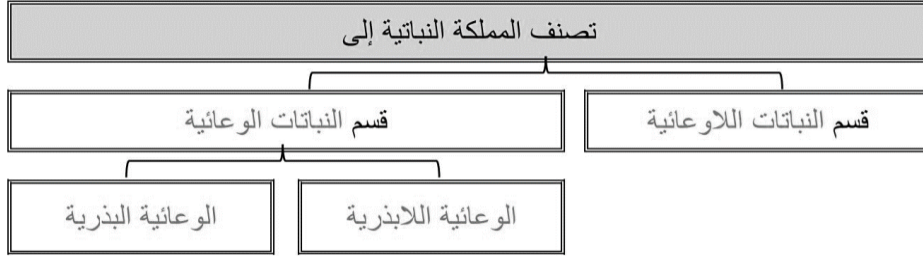 تصنف المملكة النباتية إلى
قسم النباتات اللاوعائية
قسم النباتات الوعائية
الوعائية اللابذرية
الوعائية البذرية